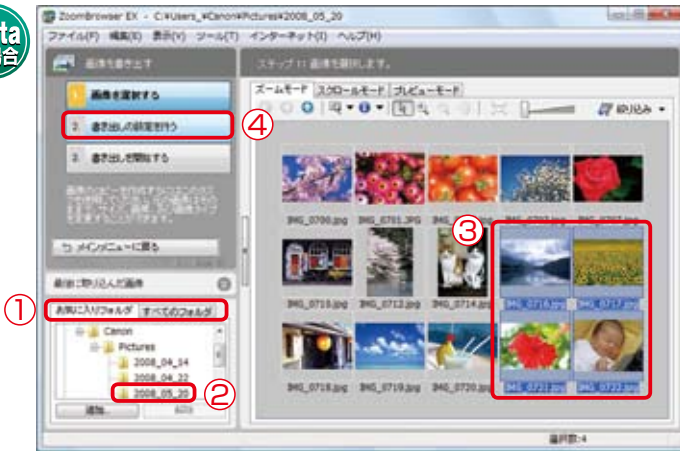 ta
場合
ZoomBrowser EX - C:¥Users_¥Canon¥Pictures¥2008_05_20
ファイル(F) 編集(E) 表示(V) ツール(T) インターネット(I) ヘルプ(H)
画像を書き出す
ステップ1: 画像を選択します。
1. 画像を選択する
2. 書き出しの設定を行う
④
3. 書き出しを開始する
メインメニューに戻る
最後に取り込んだ画像
①
お気に入りフォルダ すべてのフォルダ
Canon
Pictures
2008_04_14
2008_04_22
2008_05_20
②
追加...
削除
ズームモード スクロールモード プレビューモード
絞り込み
IMG_0700.jpg IMG_0701.JPG
③
IMG_0710.jpg IMG_0712.jpg IMG_0714.jpg IMG_0716.jpg IMG_0717.jpg
IMG_0718.jpg IMG_0719.jpg IMG_0720.jpg
選択数:4